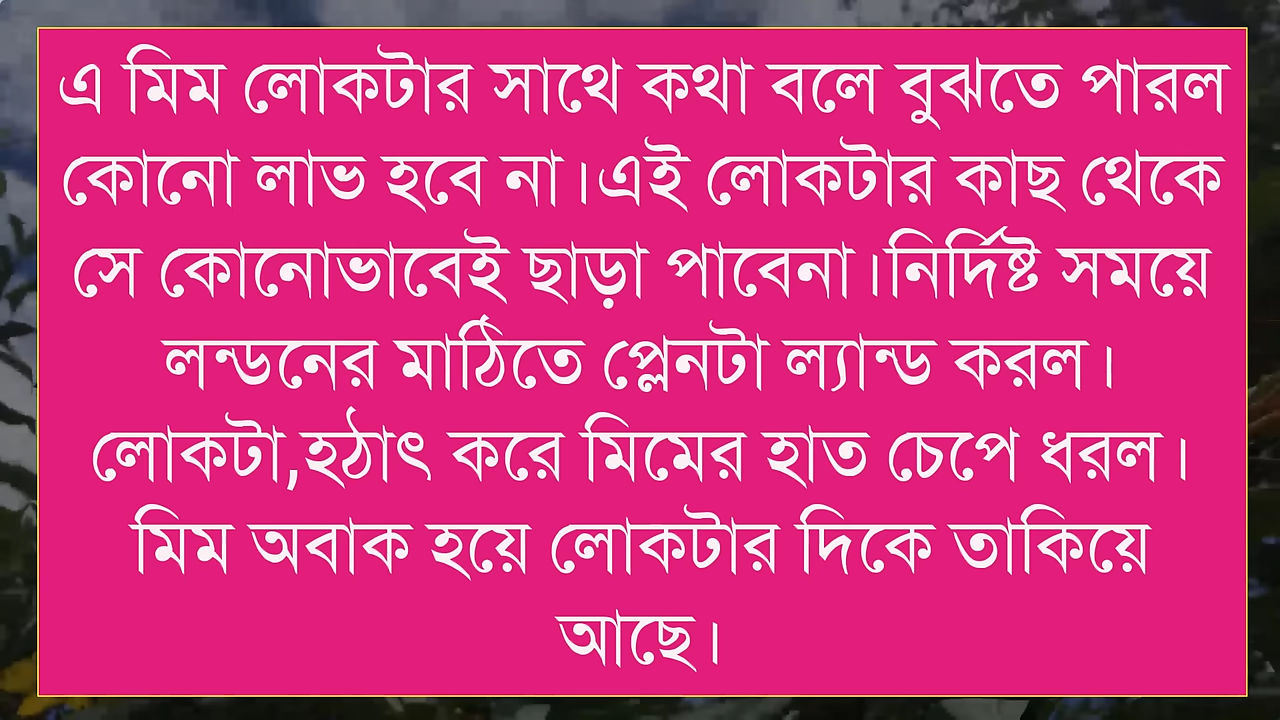 এ মিম লোকটার সাথে কথা বলে বুঝতে পারল
কোনো লাভ হবে না।এই লোকটার কাছ থেকে
সে কোনোভাবেই ছাড়া পাবেনা।নির্দিষ্ট সময়ে
লন্ডনের মাঠিতে প্লেনটা ল্যান্ড করল।
লোকটা,হঠাৎ করে মিমের হাত চেপে ধরল।
মিম অবাক হয়ে লোকটার দিকে তাকিয়ে
আছে।